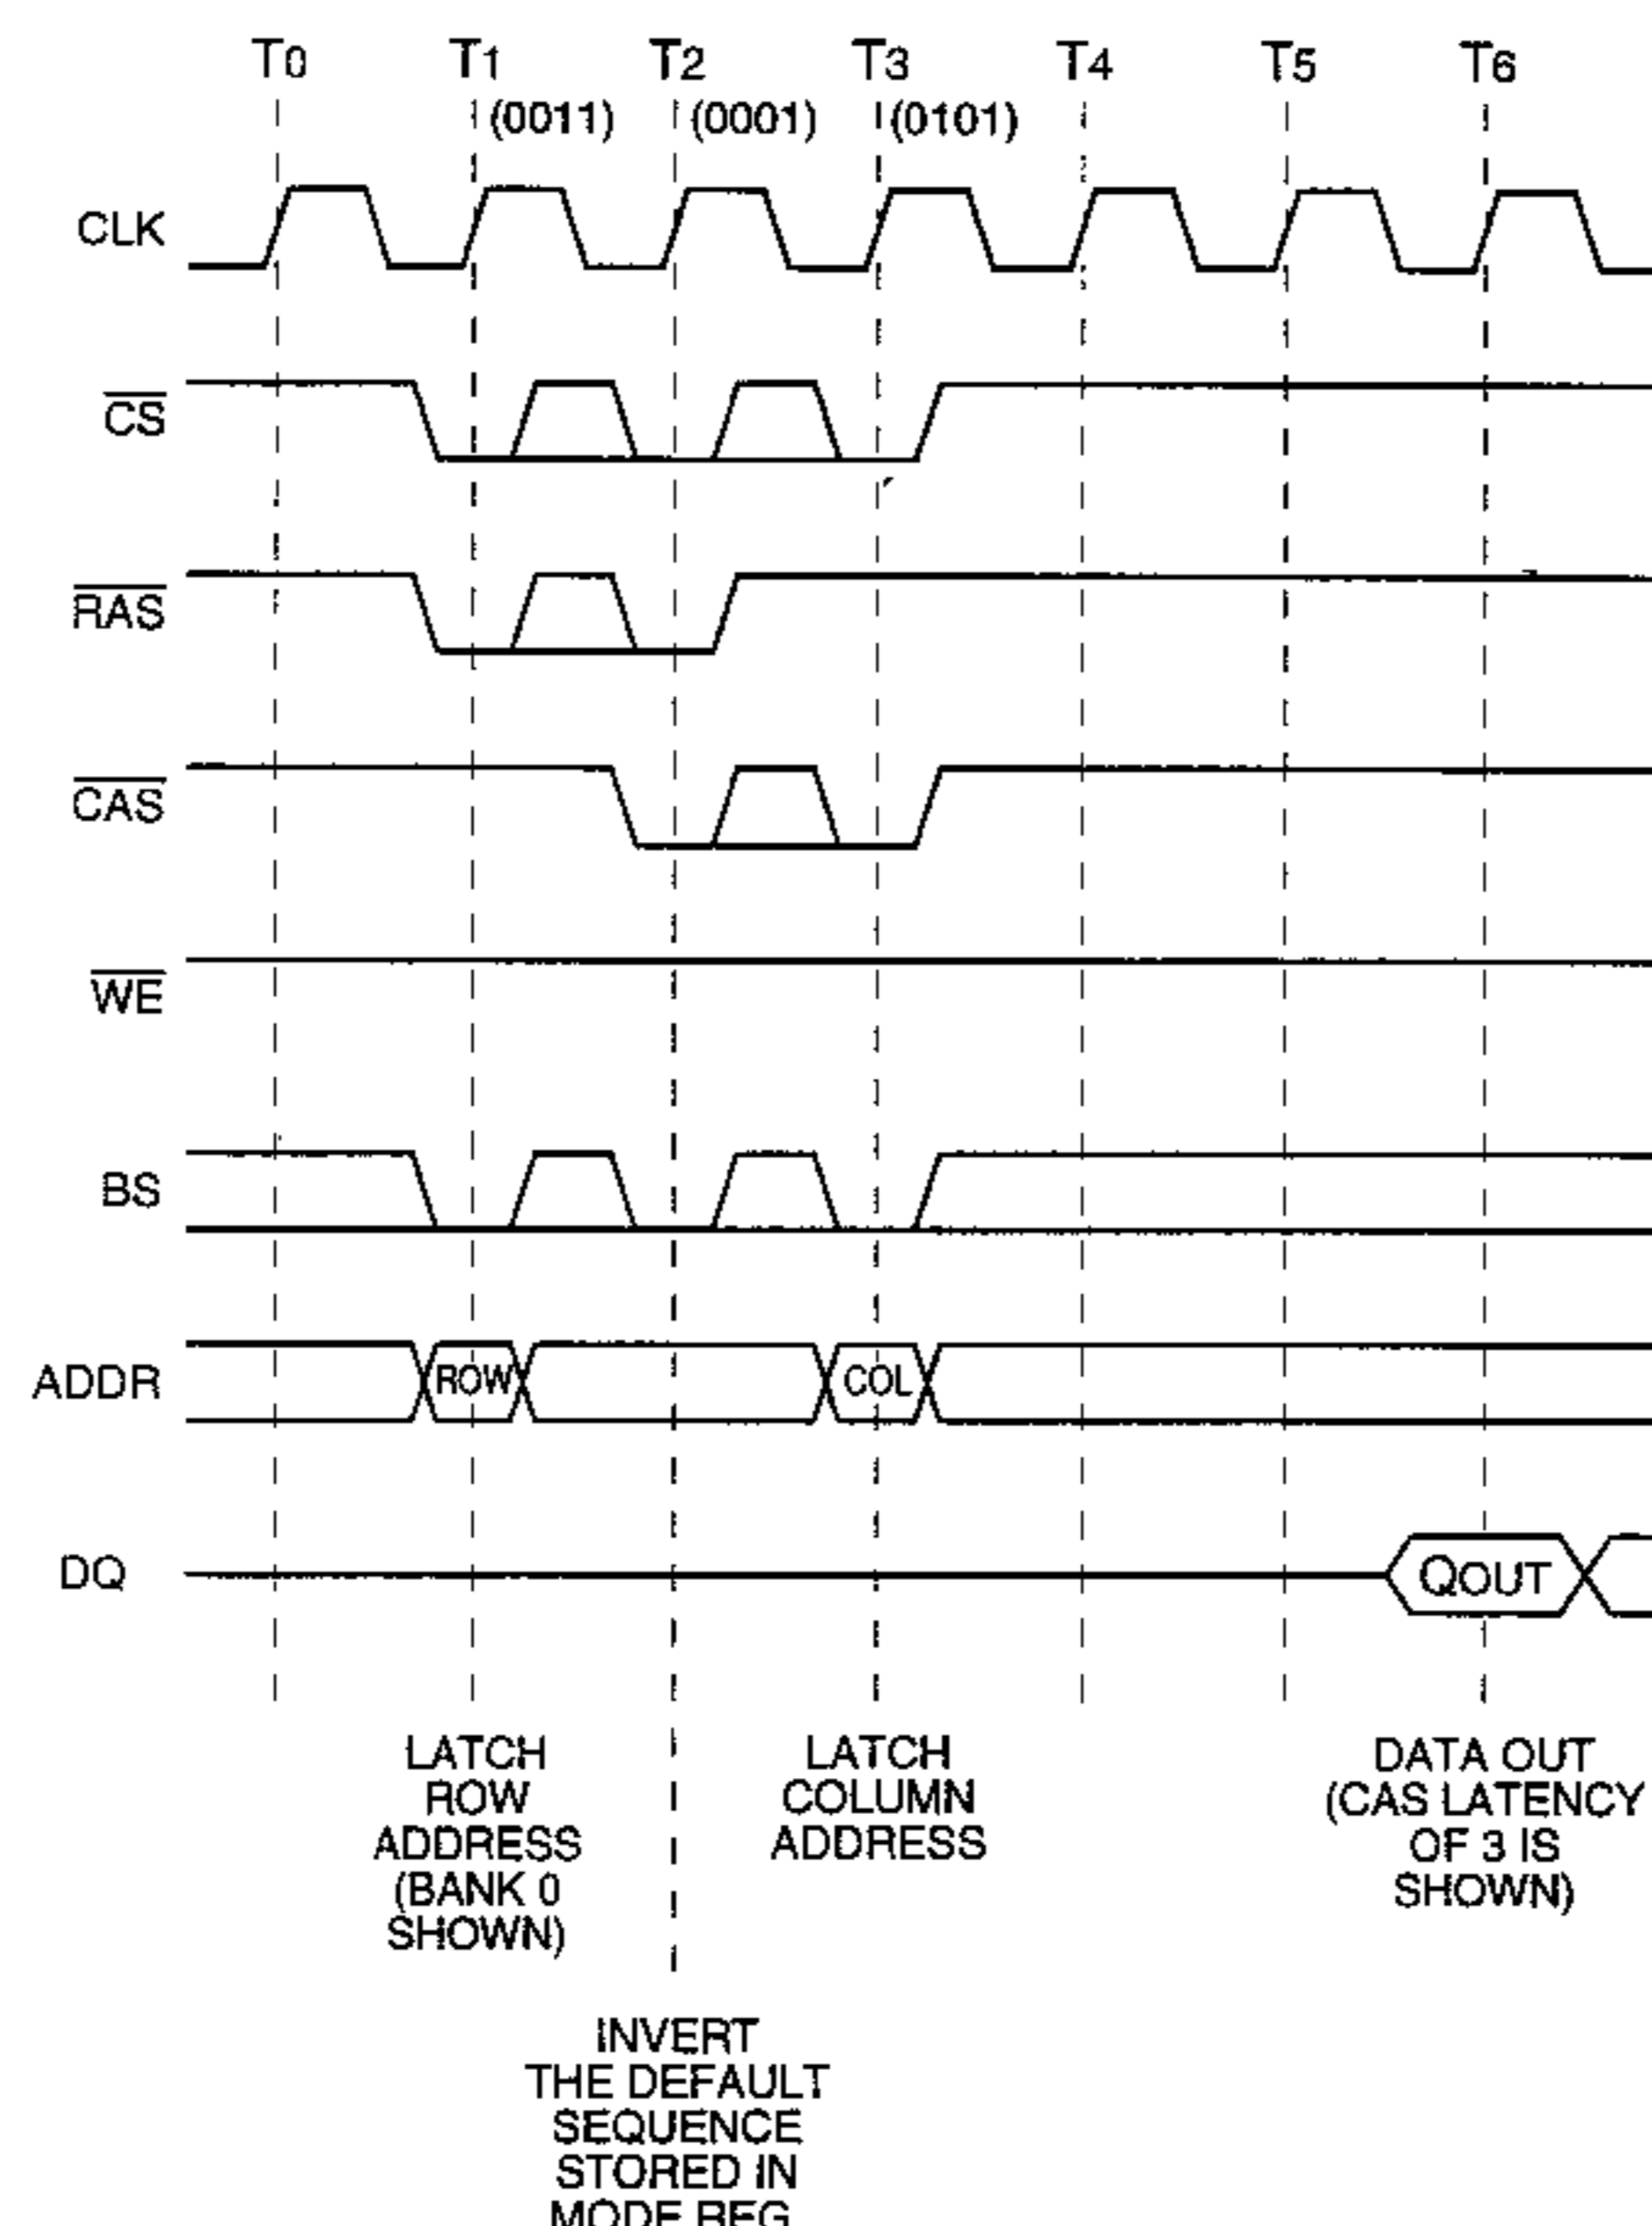 T0 T1 T2 T3 T4 T5 T6
(0011) (0001) (0101)
CLK
CS
RAS
CAS
WE
BS
ADDR ROW COL
DQ QOUT
LATCH
ROW
ADDRESS
(BANK 0
SHOWN)
LATCH
COLUMN
ADDRESS
DATA OUT
(CAS LATENCY
OF 3 IS
SHOWN)
INVERT
THE DEFAULT
SEQUENCE
STORED IN
MODE REG.